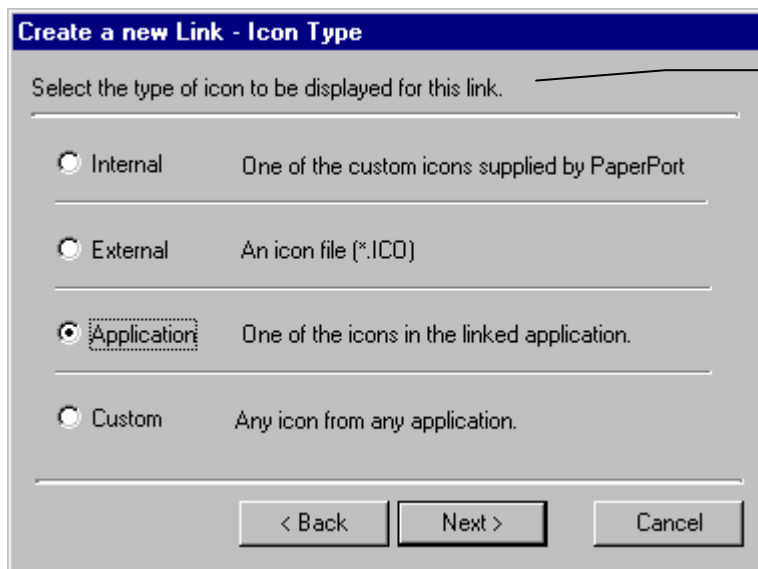 Create a new Link - Icon Type
Select the type of icon to be displayed for this link.
Internal One of the custom icons supplied by PaperPort
External An icon file (*.ICO)
Application One of the icons in the linked application.
Custom Any icon from any application.
< Back Next > Cancel